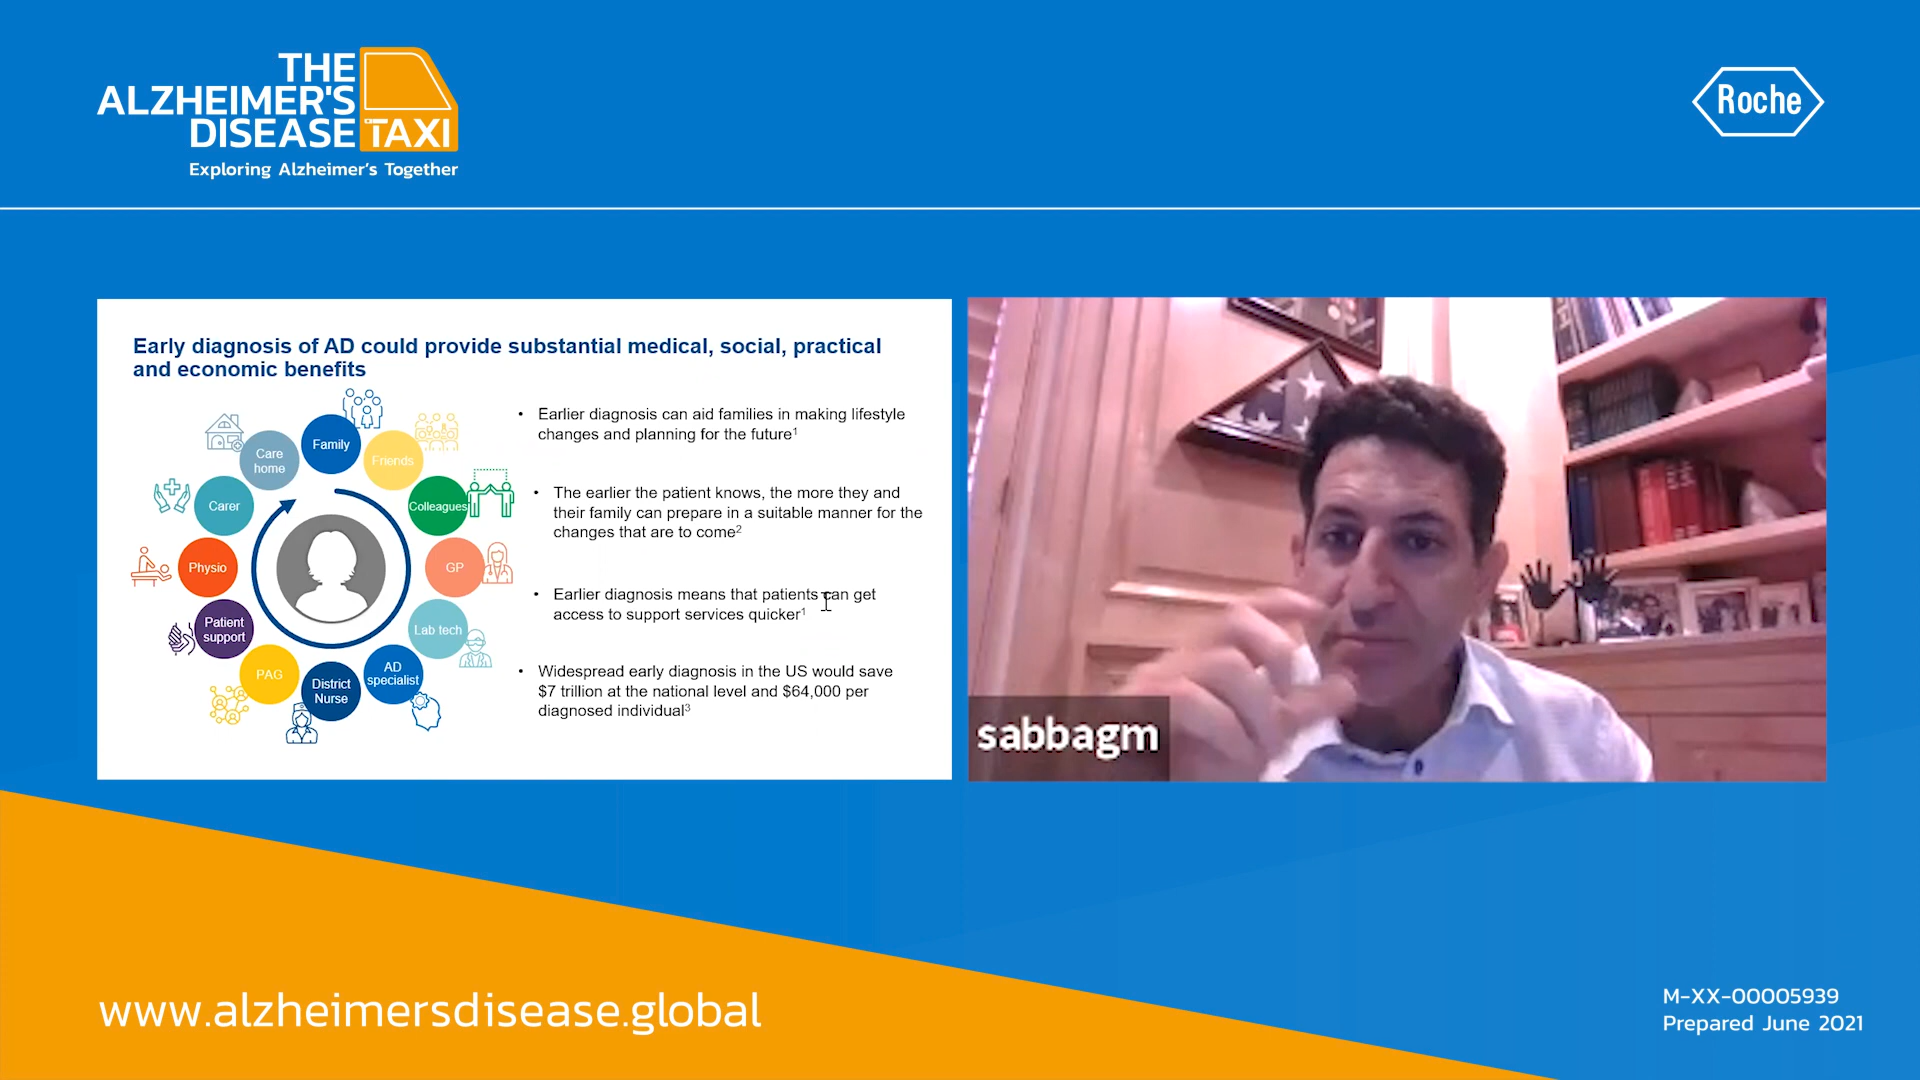 THE
ALZHEIMER'S
DISEASE TAXI
Exploring Alzheimer's Together
Roche
Early diagnosis of AD could provide substantial medical, social, practical
and economic benefits
Family
Friends
Colleagues
GP
Lab tech
AD
specialist
District
Nurse
PAG
Patient
support
Physio
Carer
Care
home
• Earlier diagnosis can aid families in making lifestyle
changes and planning for the future¹
• The earlier the patient knows, the more they and
their family can prepare in a suitable manner for the
changes that are to come²
• Earlier diagnosis means that patients can get
access to support services quicker¹
• Widespread early diagnosis in the US would save
$7 trillion at the national level and $64,000 per
diagnosed individual³
sabbagm
www.alzheimersdisease.global
M-XX-00005939
Prepared June 2021